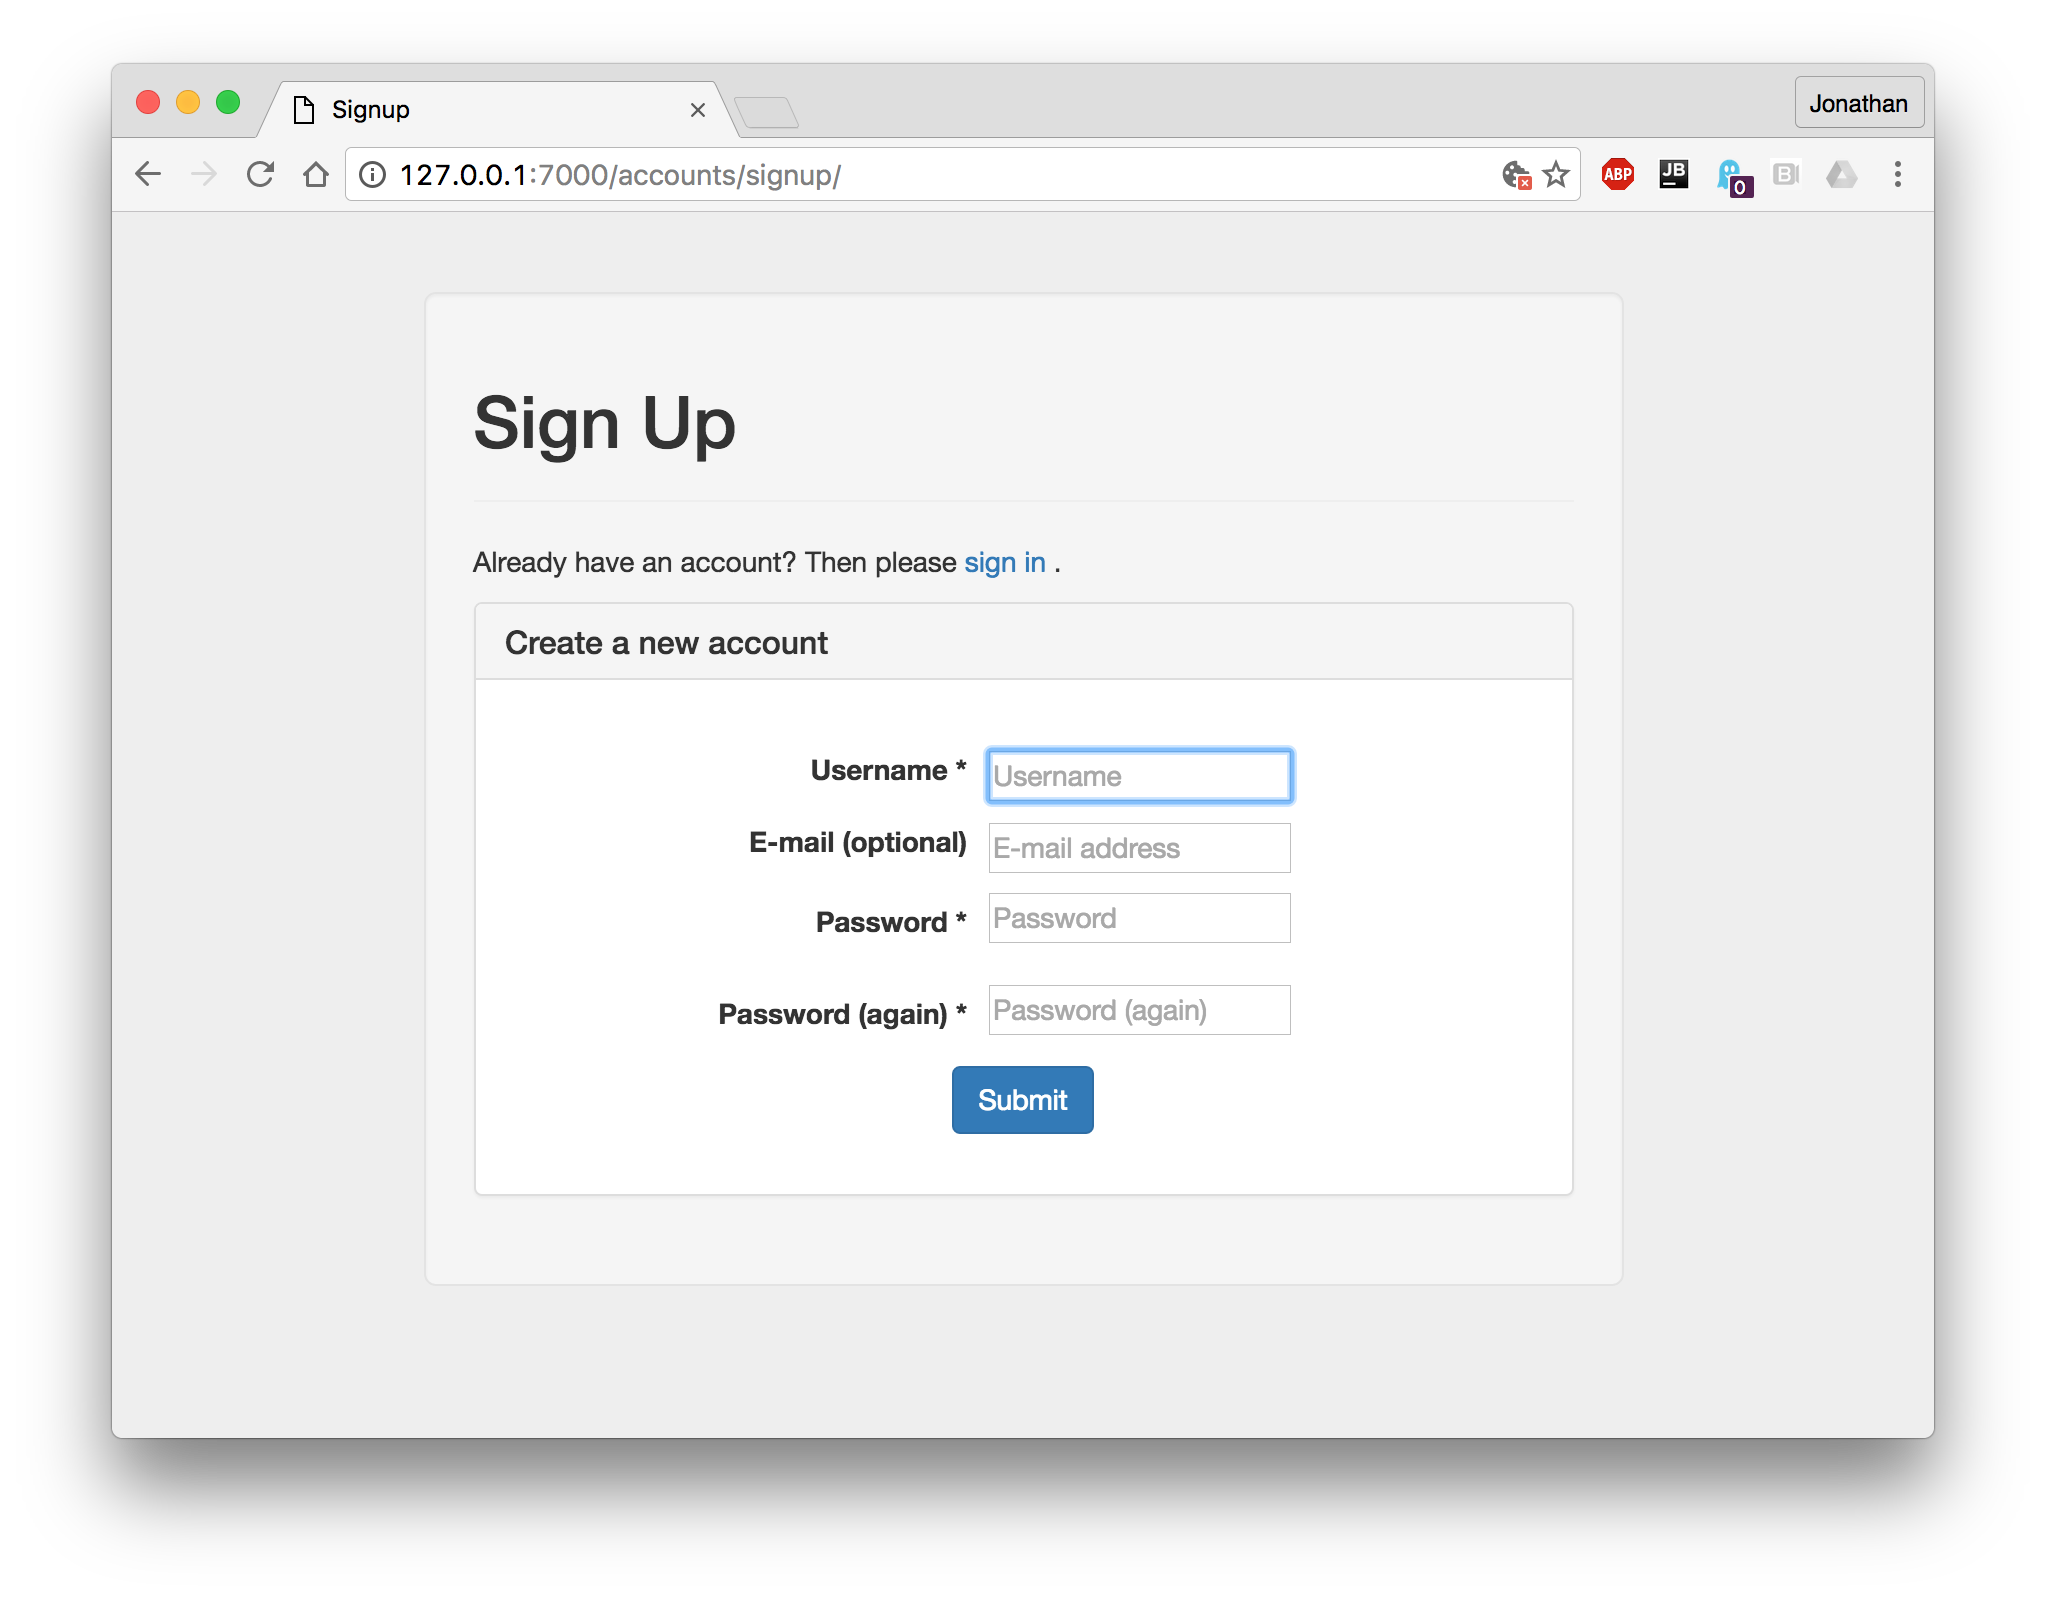 Signup
Jonathan
127.0.0.1:7000/accounts/signup/
ABP
JB
0
B
Sign Up
Already have an account? Then please sign in .
Create a new account
Username *
Username
E-mail (optional)
E-mail address
Password *
Password
Password (again) *
Password (again)
Submit